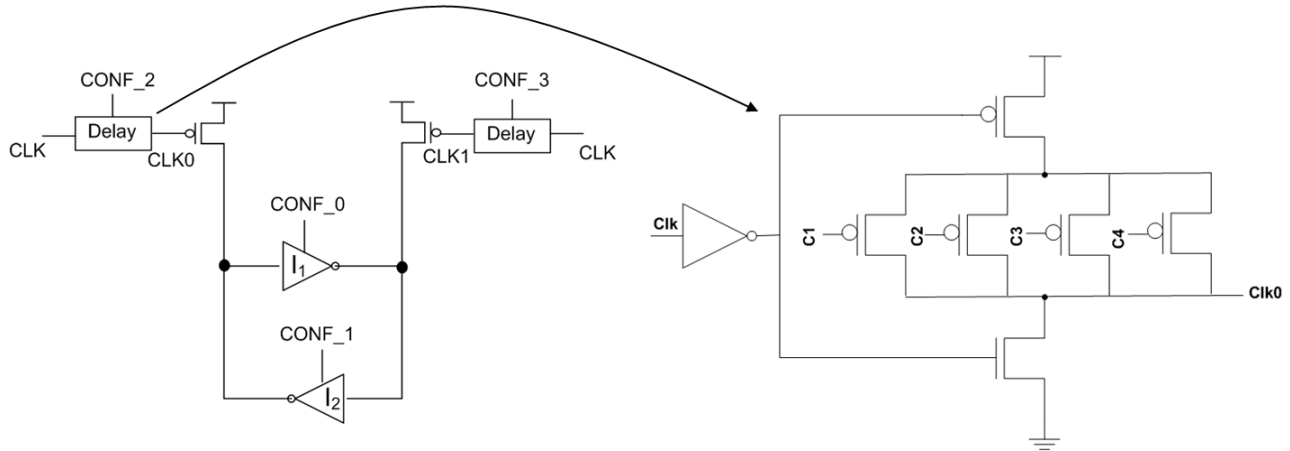 CONF_2
Delay
CLK
CLK0
CONF_3
Delay
CLK1
CLK
CONF_0
I1
CONF_1
I2
Clk
C1
C2
C3
C4
Clk0